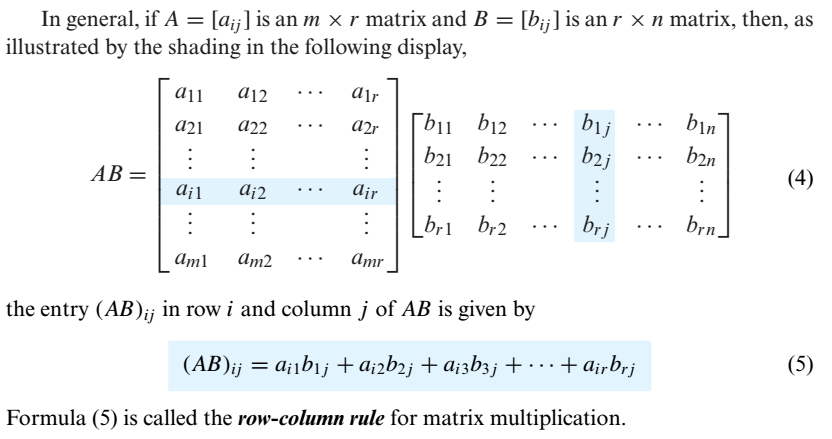 In general, if $A = [a_{ij}]$ is an $m \times r$ matrix and $B = [b_{ij}]$ is an $r \times n$ matrix, then, as
illustrated by the shading in the following display,
$$AB = \begin{bmatrix} a_{11} & a_{12} & \cdots & a_{1r} \\ a_{21} & a_{22} & \cdots & a_{2r} \\ \vdots & \vdots & & \vdots \\ a_{i1} & a_{i2} & \cdots & a_{ir} \\ \vdots & \vdots & & \vdots \\ a_{m1} & a_{m2} & \cdots & a_{mr} \end{bmatrix} \begin{bmatrix} b_{11} & b_{12} & \cdots & b_{1j} & \cdots & b_{1n} \\ b_{21} & b_{22} & \cdots & b_{2j} & \cdots & b_{2n} \\ \vdots & \vdots & & \vdots & & \vdots \\ b_{r1} & b_{r2} & \cdots & b_{rj} & \cdots & b_{rn} \end{bmatrix} \quad (4)$$
the entry $(AB)_{ij}$ in row $i$ and column $j$ of $AB$ is given by
$$(AB)_{ij} = a_{i1}b_{1j} + a_{i2}b_{2j} + a_{i3}b_{3j} + \cdots + a_{ir}b_{rj} \quad (5)$$
Formula (5) is called the row-column rule for matrix multiplication.